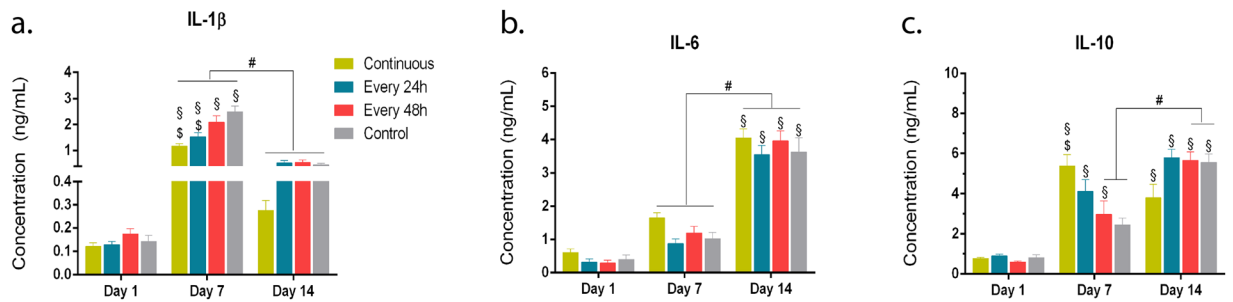 a.
IL-1β
Concentration (ng/mL)
4
3
2
1
0.4
0.3
0.2
0.1
0.0
§
$
§
$
§
§
#
Day 1
Day 7
Day 14
Continuous
Every 24h
Every 48h
Control
b.
IL-6
Concentration (ng/mL)
6
4
2
0
#
§
§
§
§
Day 1
Day 7
Day 14
c.
IL-10
Concentration (ng/mL)
10
8
6
4
2
0
§
$
§
§
#
§
§
§
§
Day 1
Day 7
Day 14